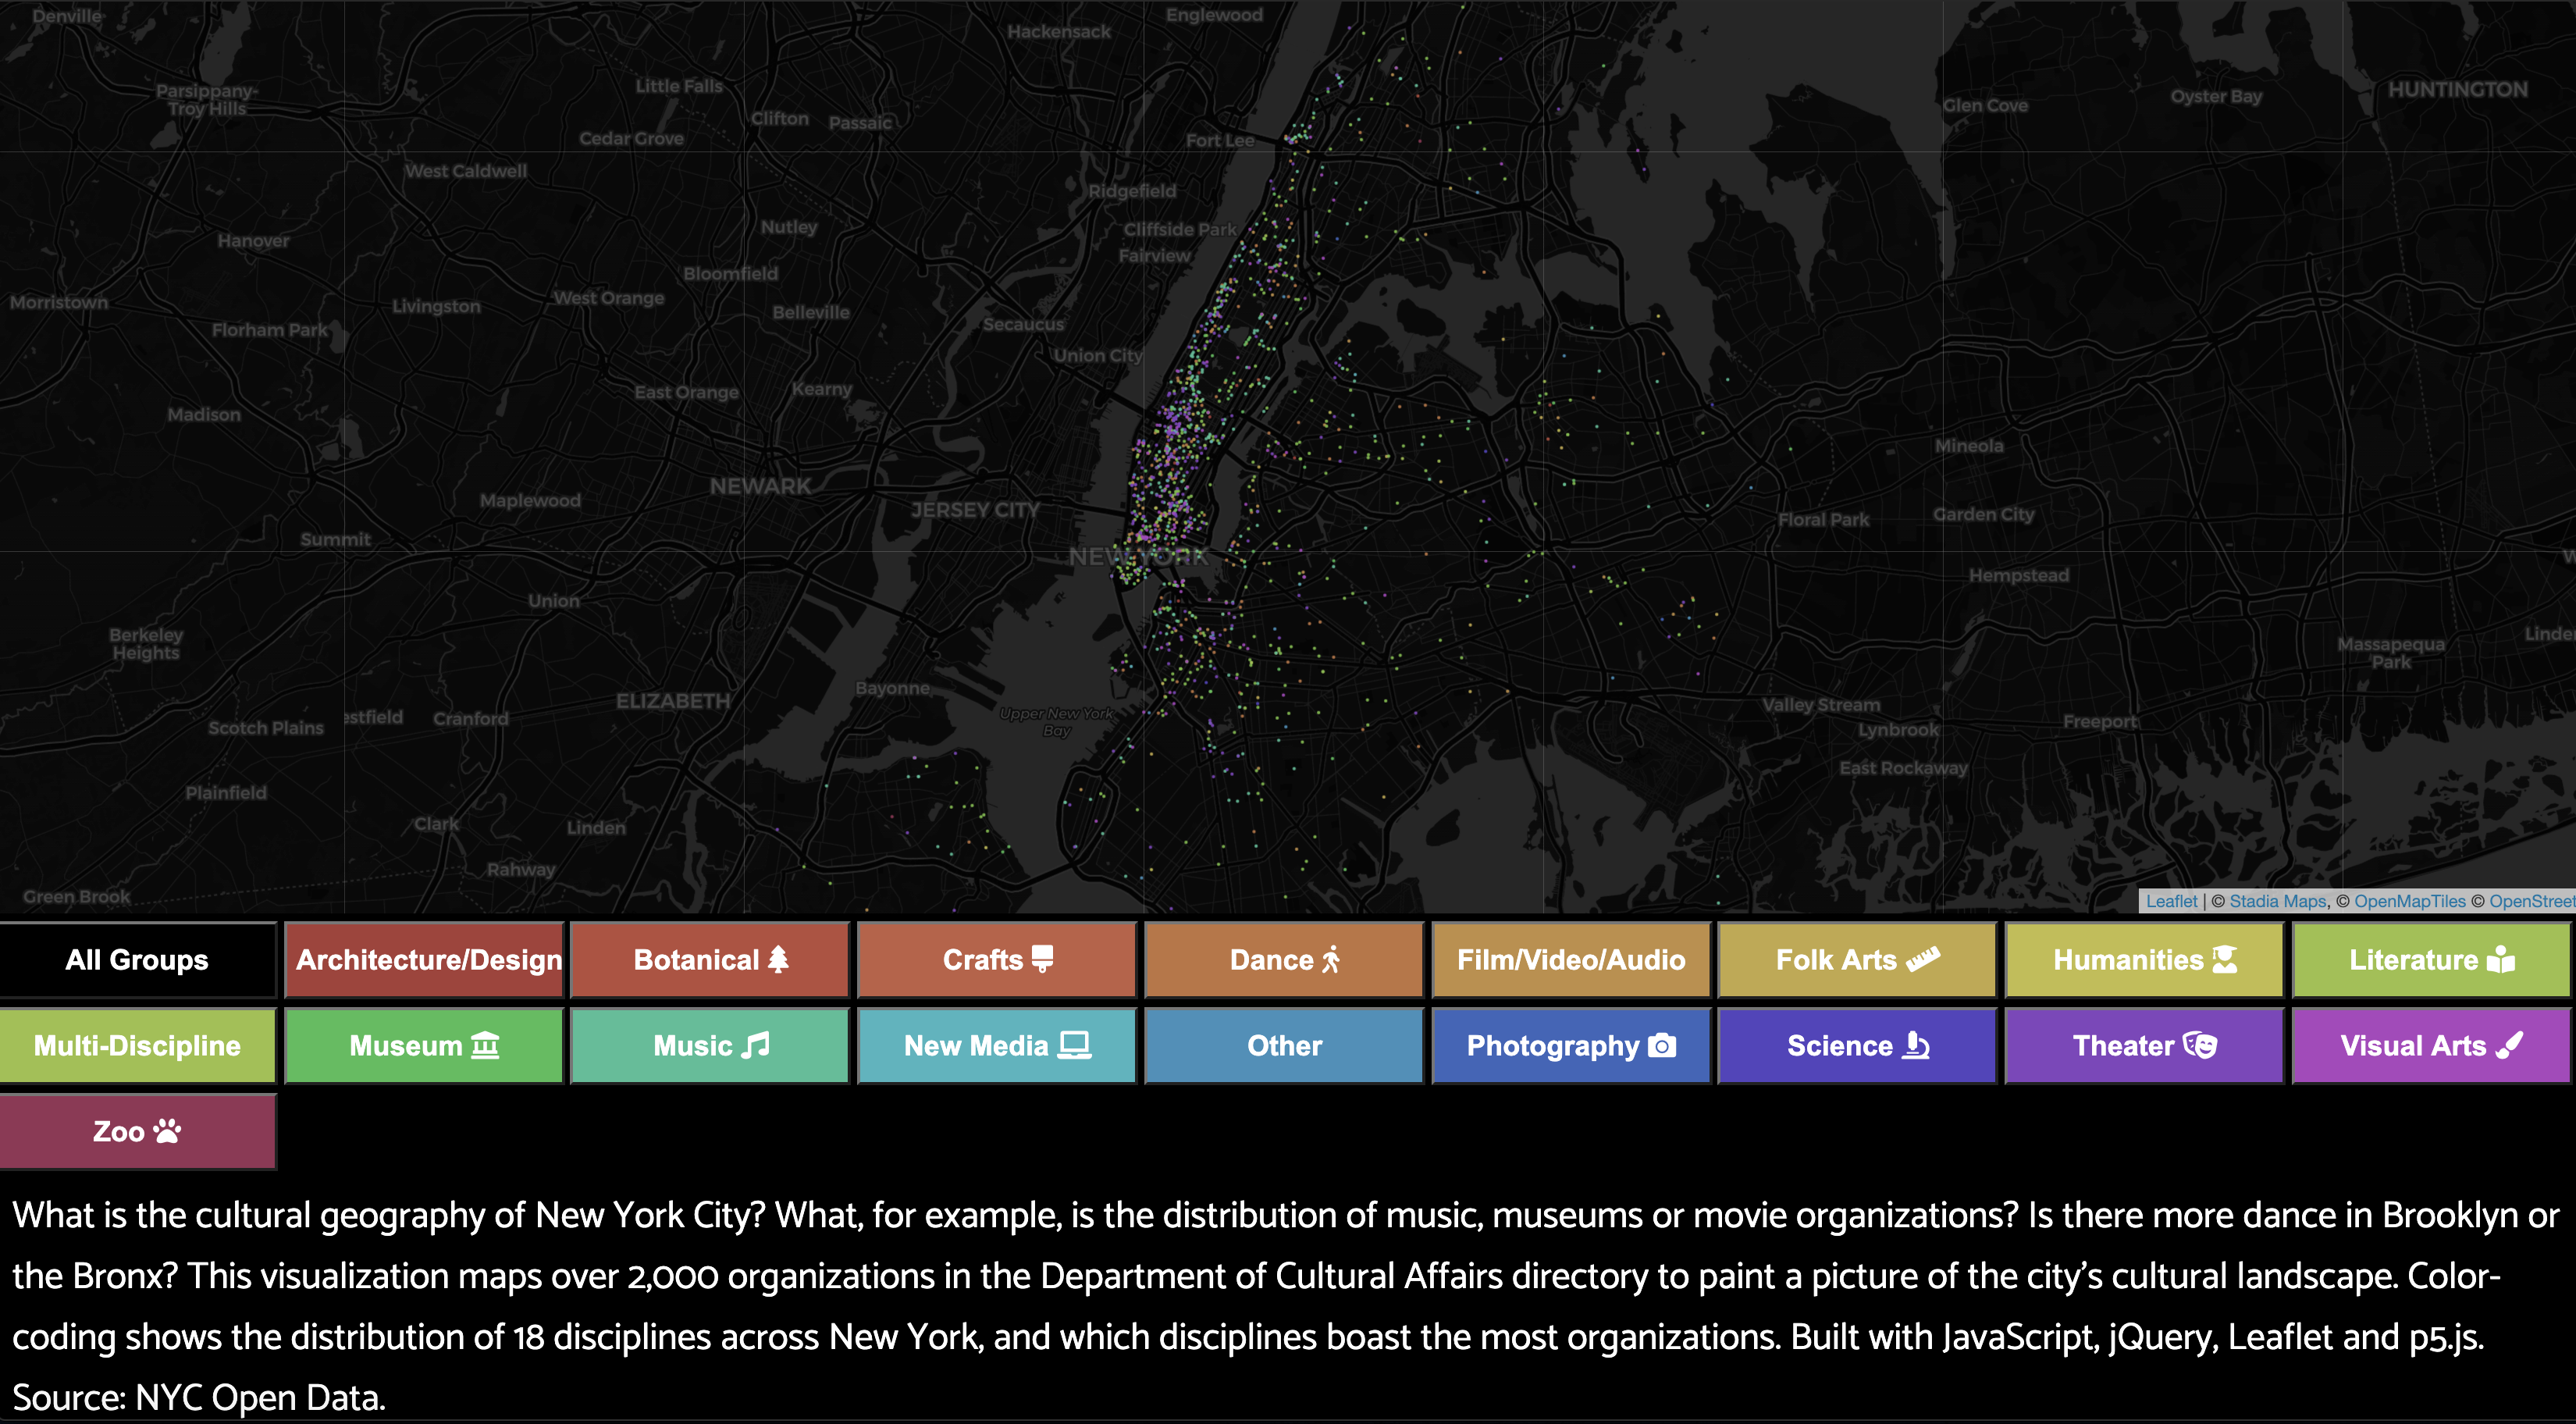 Denville
Englewood
Hackensack
Parsippany-
Troy Hills
Little Falls
HUNTINGTON
Oyster Bay
Glen Cove
Clifton
Passaic
Cedar Grove
Fort Lee
West Caldwell
Ridgefield
Nutley
Cliffside Park
Hanover
Fairview
Bloomfield
Morristown
Livingston
West Orange
Belleville
Florham Park
Secaucus
Union City
East Orange
Kearny
Madison
Mineola
NEWARK
Maplewood
JERSEY CITY
Floral Park
Garden City
Summit
NEW YORK
Hempstead
Union
Berkeley
Heights
Linden
Massapequa
Park
Bayonne
ELIZABETH
Valley Stream
Upper New York
Bay
Scotch Plains
estfield
Cranford
Lynbrook
Freeport
East Rockaway
Plainfield
Clark
Linden
Rahway
Green Brook
Leaflet | © Stadia Maps, © OpenMapTiles © OpenStreet
All Groups
Architecture/Design
Botanical
Crafts
Dance
Film/Video/Audio
Folk Arts
Humanities
Literature
Multi-Discipline
Museum
Music
New Media
Other
Photography
Science
Theater
Visual Arts
Zoo
What is the cultural geography of New York City? What, for example, is the distribution of music, museums or movie organizations? Is there more dance in Brooklyn or
the Bronx? This visualization maps over 2,000 organizations in the Department of Cultural Affairs directory to paint a picture of the city's cultural landscape. Color-
coding shows the distribution of 18 disciplines across New York, and which disciplines boast the most organizations. Built with JavaScript, jQuery, Leaflet and p5.js.
Source: NYC Open Data.